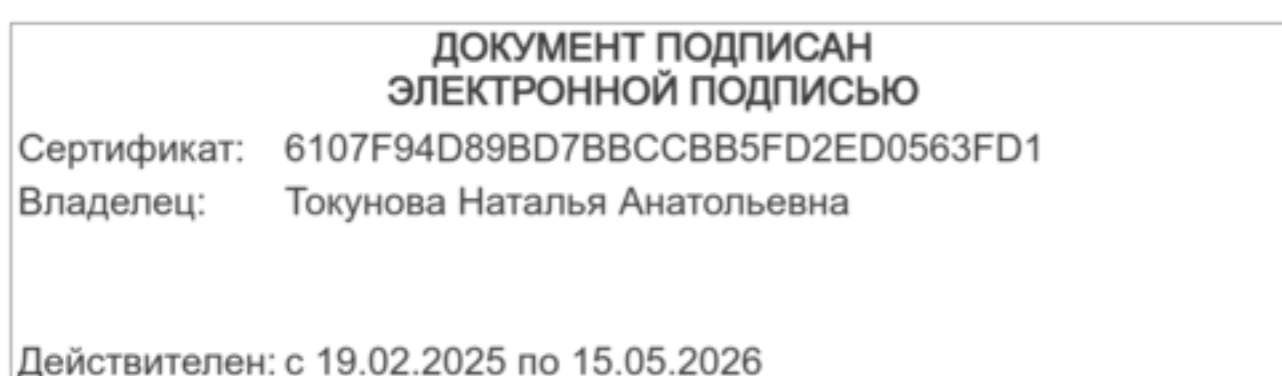 ДОКУМЕНТ ПОДПИСАН
ЭЛЕКТРОННОЙ ПОДПИСЬЮ
Сертификат: 6107F94D89BD7BBCCBB5FD2ED0563FD1
Владелец: Токунова Наталья Анатольевна
Действителен: с 19.02.2025 по 15.05.2026